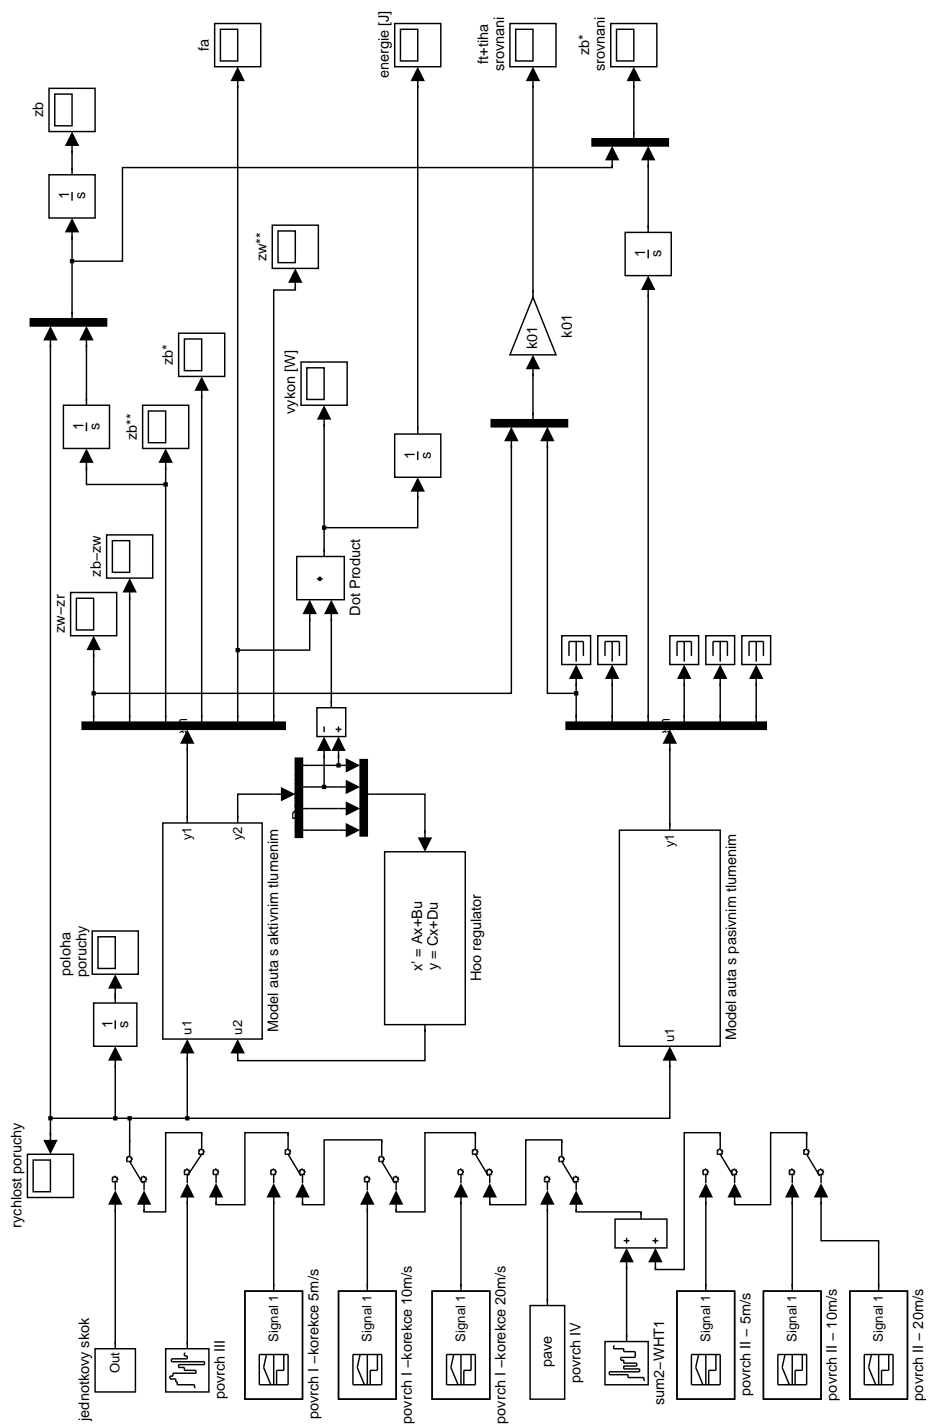 jednotkovy skok
Out
povrch III
Signal 1
povrch I –korekce 5m/s
Signal 1
povrch I –korekce 10m/s
Signal 1
povrch I –korekce 20m/s
pave
povrch IV
sum2–WHT1
Signal 1
povrch II – 5m/s
Signal 1
povrch II – 10m/s
Signal 1
povrch II – 20m/s
+
+
rychlost poruchy
1
s
poloha
poruchy
u1
u2
y1
y2
Model auta s aktivnim tlumenim
x' = Ax+Bu
y = Cx+Du
Hoo regulator
u1
y1
Model auta s pasivnim tlumenim
–
+
zw–zr
zb–zw
zb**
zb*
1
s
1
s
zb
fa
zw**
Dot Product
vykon [W]
1
s
energie [J]
k01
k01
ft+tiha
srovnani
1
s
zb*
srovnani